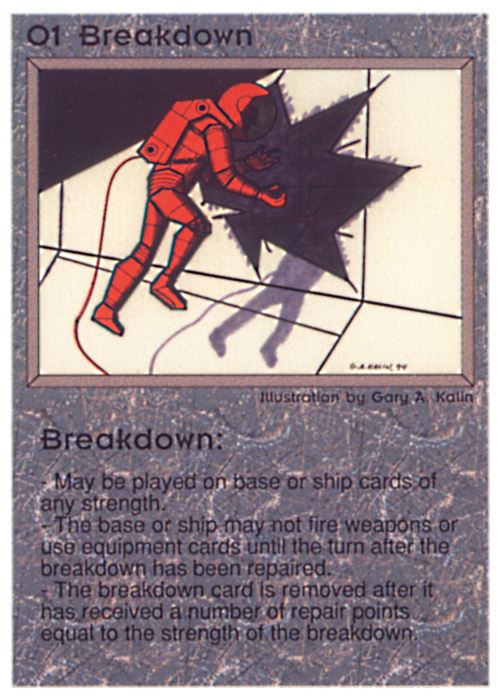 01 Breakdown
G.A.KALIN, 94
Illustration by Gary A. Kalin
Breakdown:
- May be played on base or ship cards of
any strength.
- The base or ship may not fire weapons or
use equipment cards until the turn after the
breakdown has been repaired.
- The breakdown card is removed after it
has received a number of repair points
equal to the strength of the breakdown.